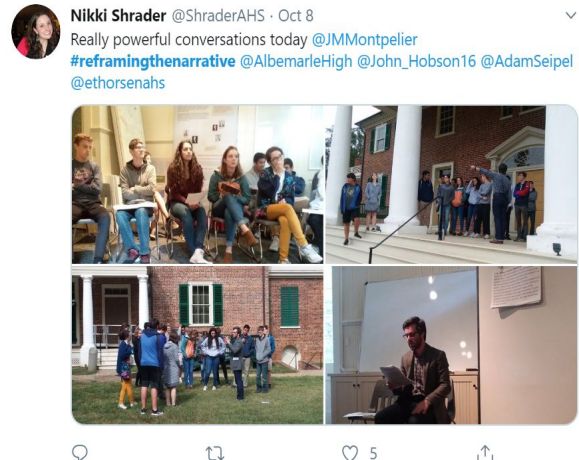 Nikki Shrader @ShraderAHS · Oct 8
Really powerful conversations today @JMMontpelier
#reframingthenarrative @AlbemarleHigh @John_Hobson16 @AdamSeipel
@ethorsenahs
5